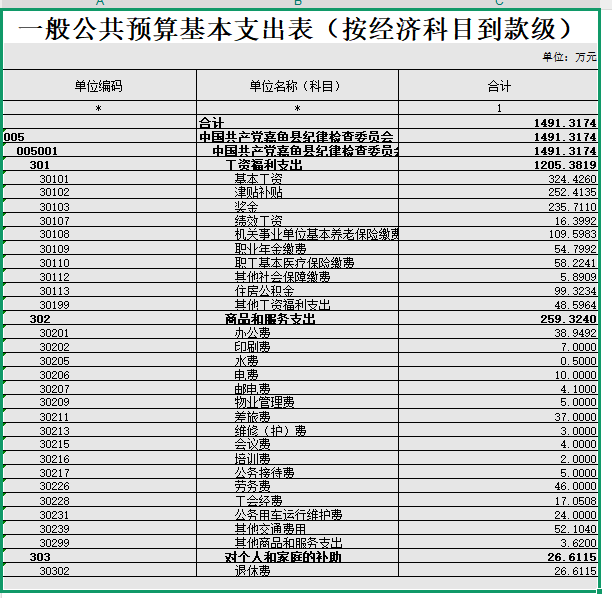 A B C
一般公共预算基本支出表（按经济科目到款级）
单位：万元
单位编码 单位名称（科目） 合计
* * 1
合计 1491.3174
005 中国共产党嘉鱼县纪律检查委员会 1491.3174
005001 中国共产党嘉鱼县纪律检查委员会 1491.3174
301 工资福利支出 1205.3819
30101 基本工资 324.4260
30102 津贴补贴 252.4135
30103 奖金 235.7110
30107 绩效工资 16.3992
30108 机关事业单位基本养老保险缴费 109.5983
30109 职业年金缴费 54.7992
30110 职工基本医疗保险缴费 58.2241
30112 其他社会保障缴费 5.8909
30113 住房公积金 99.3234
30199 其他工资福利支出 48.5964
302 商品和服务支出 259.3240
30201 办公费 38.9492
30202 印刷费 7.0000
30205 水费 0.5000
30206 电费 10.0000
30207 邮电费 4.1000
30209 物业管理费 5.0000
30211 差旅费 37.0000
30213 维修（护）费 3.0000
30215 会议费 4.0000
30216 培训费 2.0000
30217 公务接待费 5.0000
30226 劳务费 46.0000
30228 工会经费 17.0508
30231 公务用车运行维护费 24.0000
30239 其他交通费用 52.1040
30299 其他商品和服务支出 3.6200
303 对个人和家庭的补助 26.6115
30302 退休费 26.6115